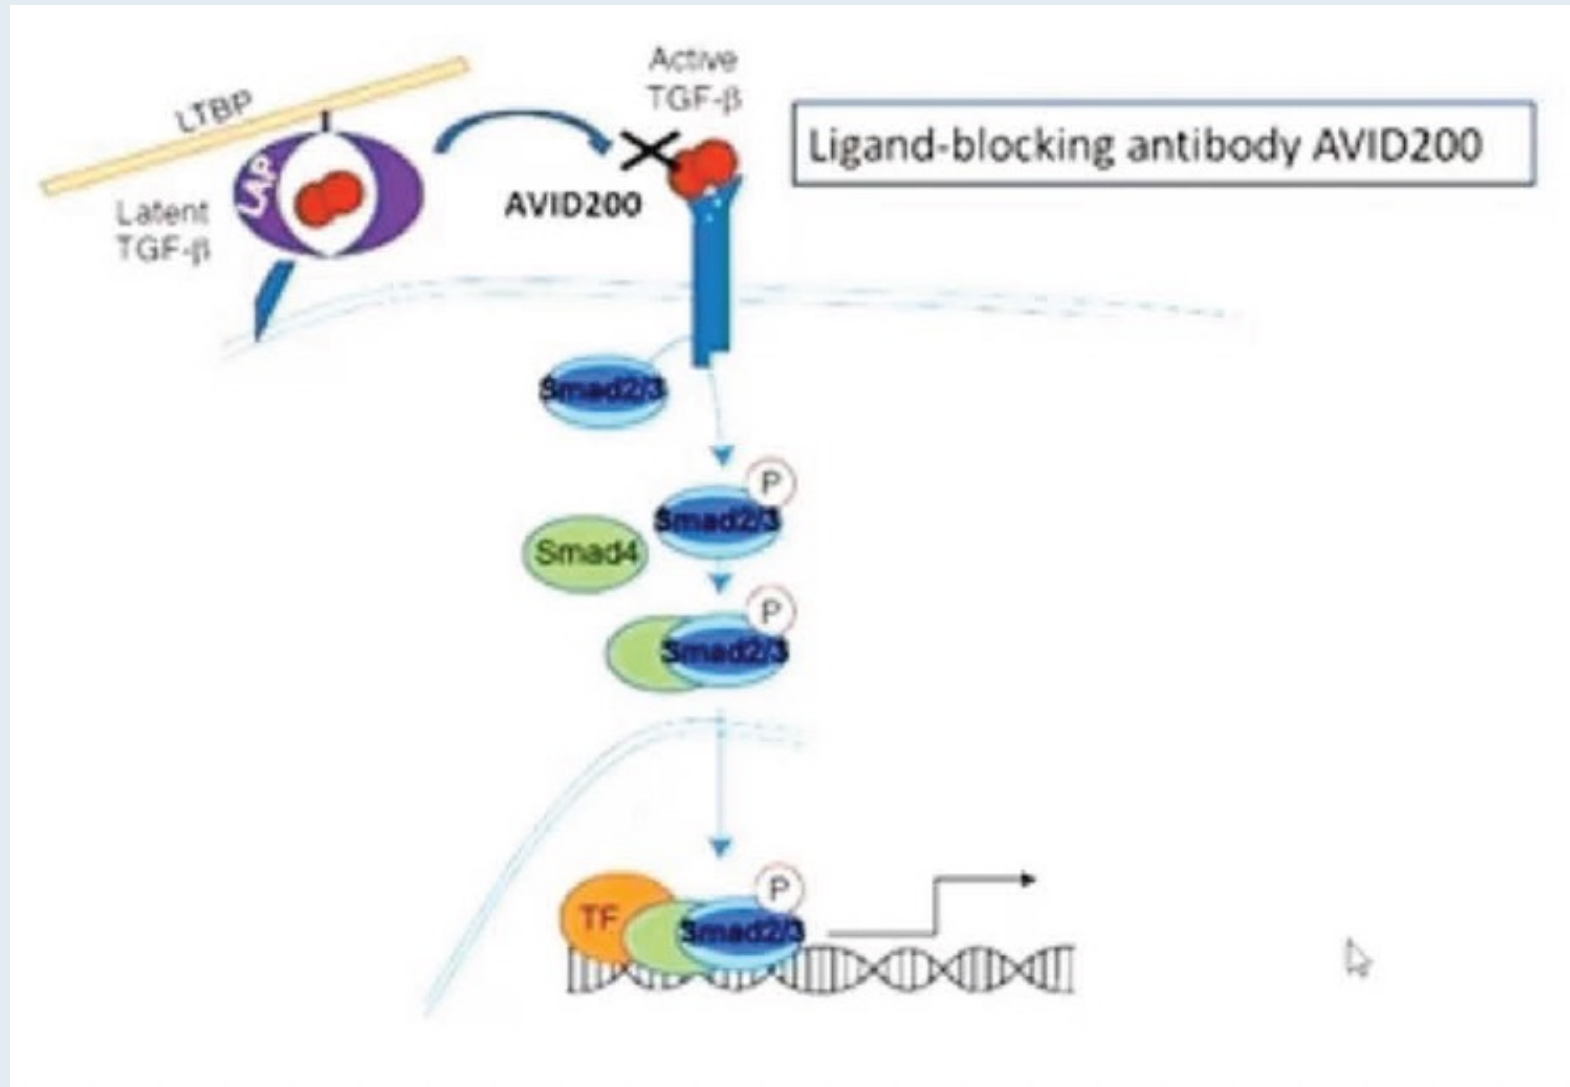 LTBP
LAP
Latent
TGF-β
Active
TGF-β
AVID200
Ligand-blocking antibody AVID200
Smad2/3
P
Smad2/3
Smad4
P
Smad2/3
P
TF
Smad2/3